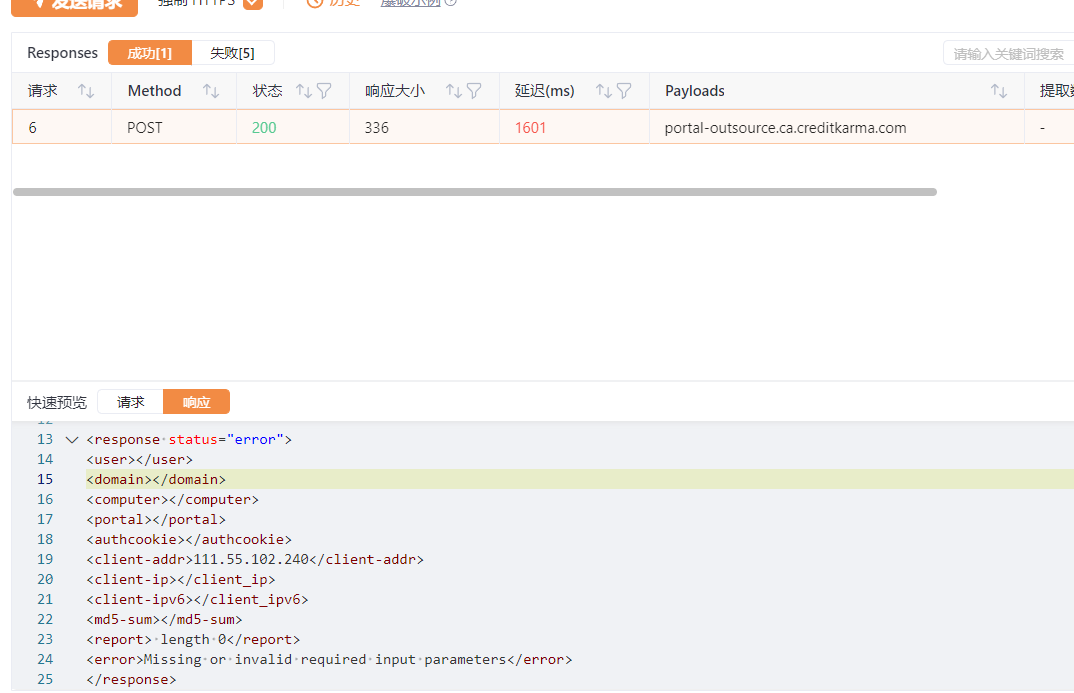 发送请求 强制 HTTPS 历史 爆破示例
Responses 成功[1] 失败[5] 请输入关键词搜索
请求 Method 状态 响应大小 延迟(ms) Payloads
6 POST 200 336 1601 portal-outsource.ca.creditkarma.com -
快速预览 请求 响应
12
13 <response status="error">
14 <user></user>
15 <domain></domain>
16 <computer></computer>
17 <portal></portal>
18 <authcookie></authcookie>
19 <client-addr>111.55.102.240</client-addr>
20 <client-ip></client_ip>
21 <client-ipv6></client_ipv6>
22 <md5-sum></md5-sum>
23 <report> length 0</report>
24 <error>Missing or invalid required input parameters</error>
25 </response>